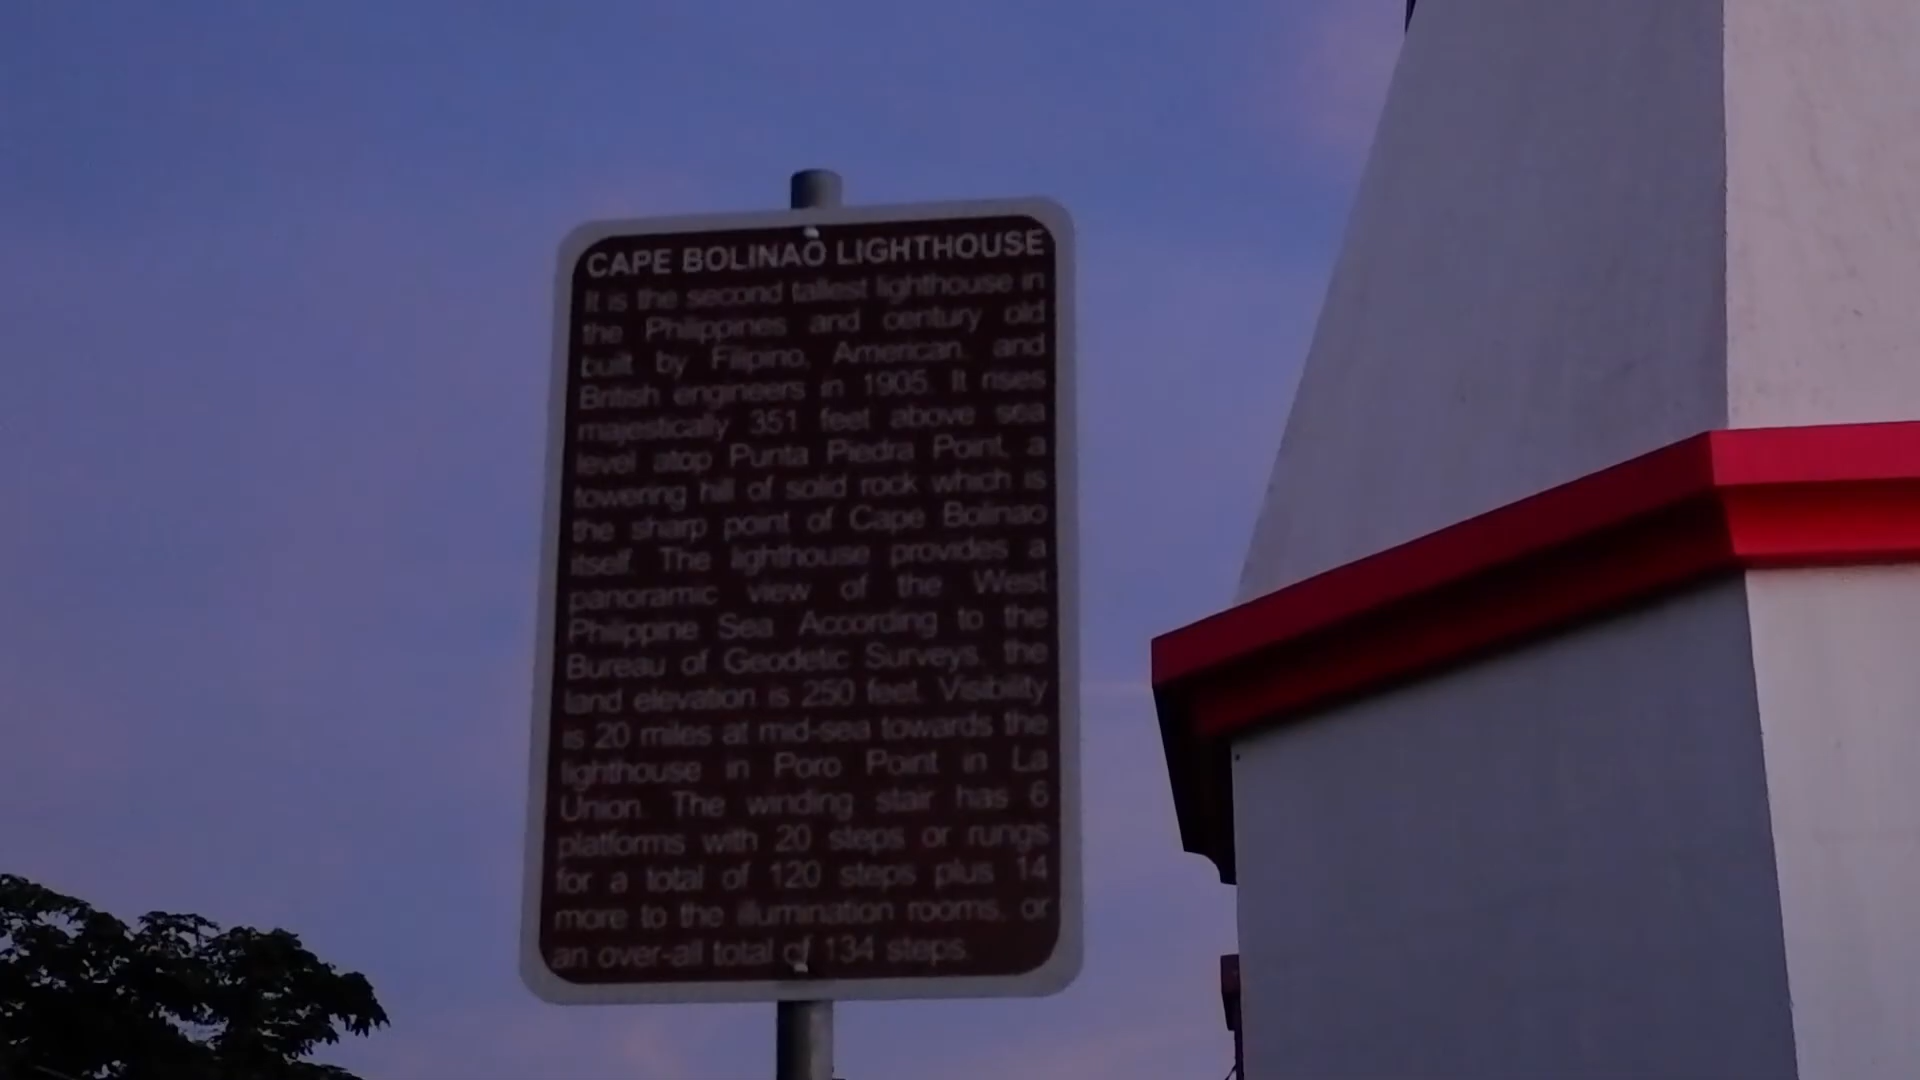 CAPE BOLINAO LIGHTHOUSE
It is the second tallest lighthouse in
the Philippines and century old
built by Filipino, American, and
British engineers in 1905. It rises
majestically 351 feet above sea
level atop Punta Piedra Point, a
towering hill of solid rock which is
the sharp point of Cape Bolinao
itself. The lighthouse provides a
panoramic view of the West
Philippine Sea. According to the
Bureau of Geodetic Surveys, the
land elevation is 250 feet. Visibility
is 20 miles at mid-sea towards the
lighthouse in Poro Point in La
Union. The winding stair has 6
platforms with 20 steps or rungs
for a total of 120 steps plus 14
more to the illumination rooms, or
an over-all total of 134 steps.